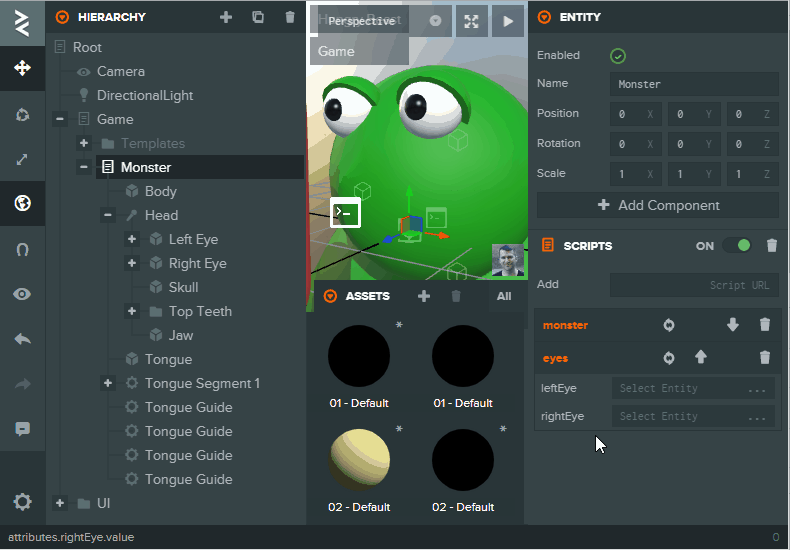 HIERARCHY
Root
Camera
DirectionalLight
Game
Templates
Monster
Body
Head
Left Eye
Right Eye
Skull
Top Teeth
Jaw
Tongue
Tongue Segment 1
Tongue Guide
Tongue Guide
Tongue Guide
Tongue Guide
UI
Perspective
Game
ASSETS
All
01 - Default
01 - Default
02 - Default
02 - Default
ENTITY
Enabled
Name Monster
Position 0 X 0 Y 0 Z
Rotation 0 X 0 Y 0 Z
Scale 1 X 1 Y 1 Z
Add Component
SCRIPTS ON
Add Script URL
monster
eyes
leftEye Select Entity ...
rightEye Select Entity ...
attributes.rightEye.value 0